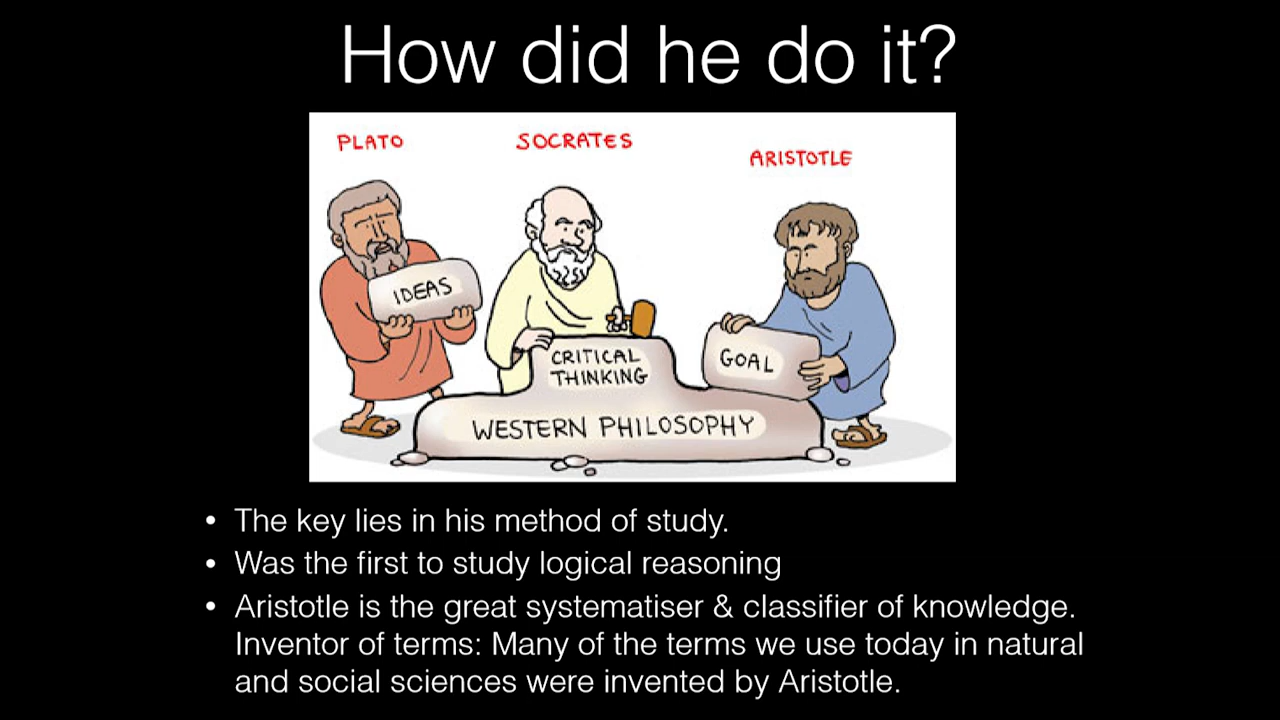 How did he do it?
PLATO
SOCRATES
ARISTOTLE
IDEAS
CRITICAL
THINKING
GOAL
WESTERN PHILOSOPHY
• The key lies in his method of study.
• Was the first to study logical reasoning
• Aristotle is the great systematiser & classifier of knowledge.
Inventor of terms: Many of the terms we use today in natural
and social sciences were invented by Aristotle.